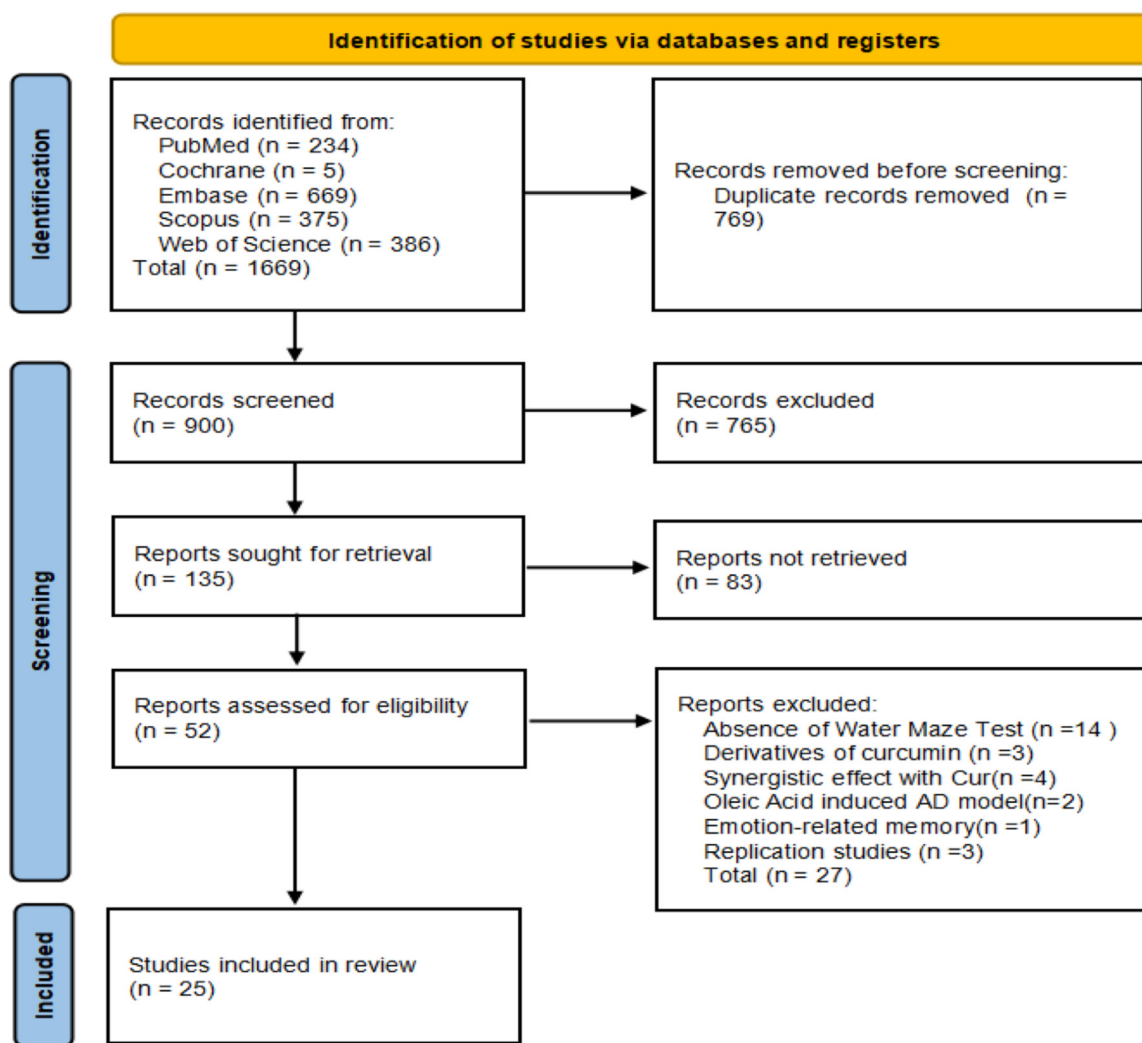 Identification of studies via databases and registers
Identification
Records identified from:
PubMed (n = 234)
Cochrane (n = 5)
Embase (n = 669)
Scopus (n = 375)
Web of Science (n = 386)
Total (n = 1669)
Records removed before screening:
Duplicate records removed (n =
769)
Screening
Records screened
(n = 900)
Records excluded
(n = 765)
Reports sought for retrieval
(n = 135)
Reports not retrieved
(n = 83)
Reports assessed for eligibility
(n = 52)
Reports excluded:
Absence of Water Maze Test (n =14 )
Derivatives of curcumin (n =3)
Synergistic effect with Cur(n =4)
Oleic Acid induced AD model(n=2)
Emotion-related memory(n =1)
Replication studies (n =3)
Total (n = 27)
Included
Studies included in review
(n = 25)